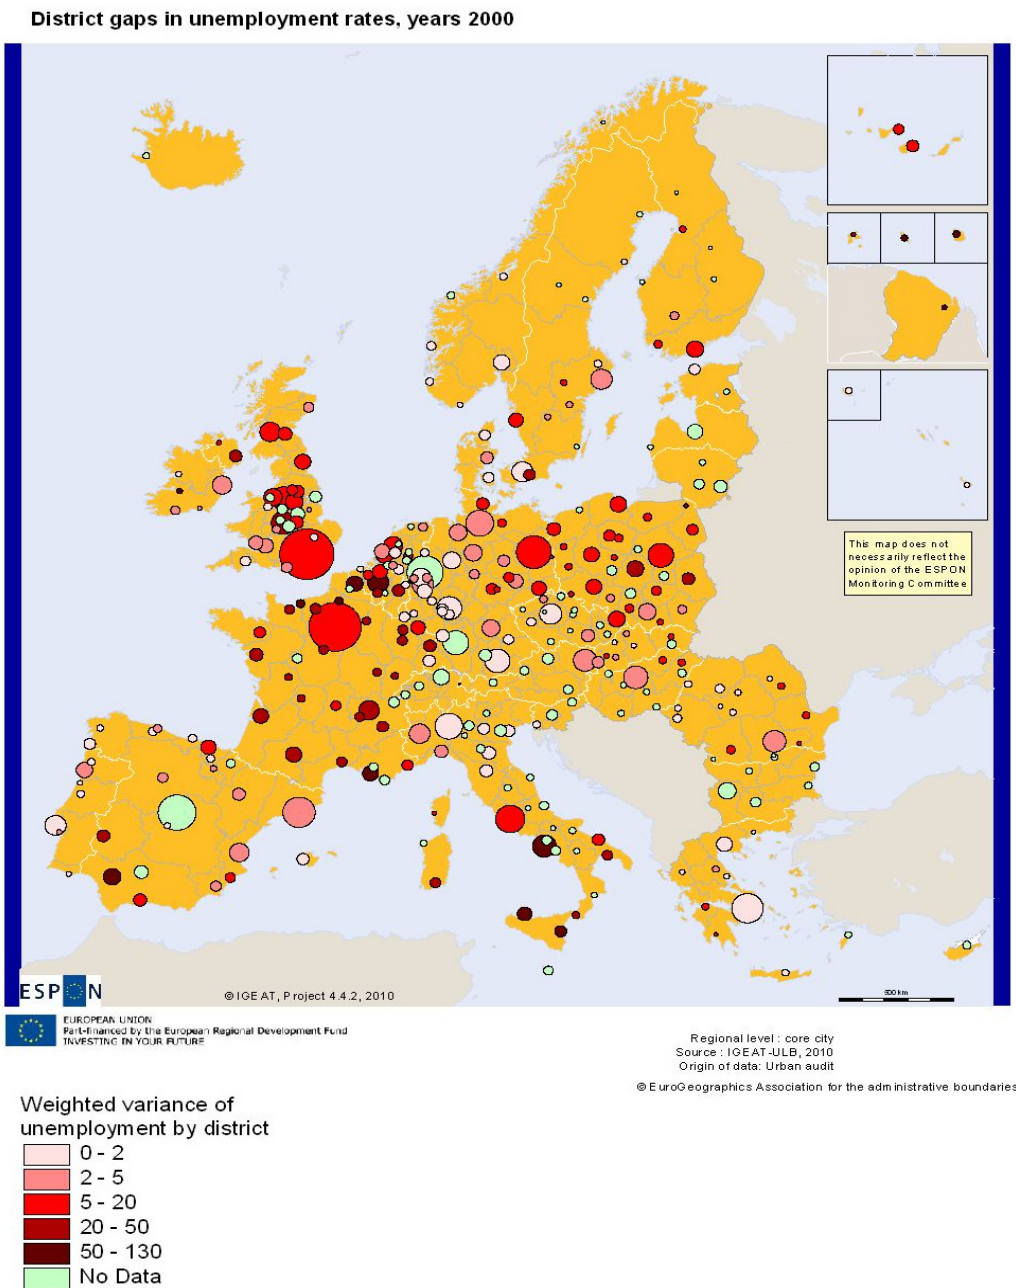 District gaps in unemployment rates, years 2000
This map does not
necessarily reflect the
opinion of the ESPON
Monitoring Committee
ESPON
© IGEAT, Project 4.4.2, 2010
500 km
EUROPEAN UNION
Part-financed by the European Regional Development Fund
INVESTING IN YOUR FUTURE
Regional level : core city
Source : IGEAT-ULB, 2010
Origin of data: Urban audit
© EuroGeographics Association for the administrative boundaries
Weighted variance of
unemployment by district
0 - 2
2 - 5
5 - 20
20 - 50
50 - 130
No Data